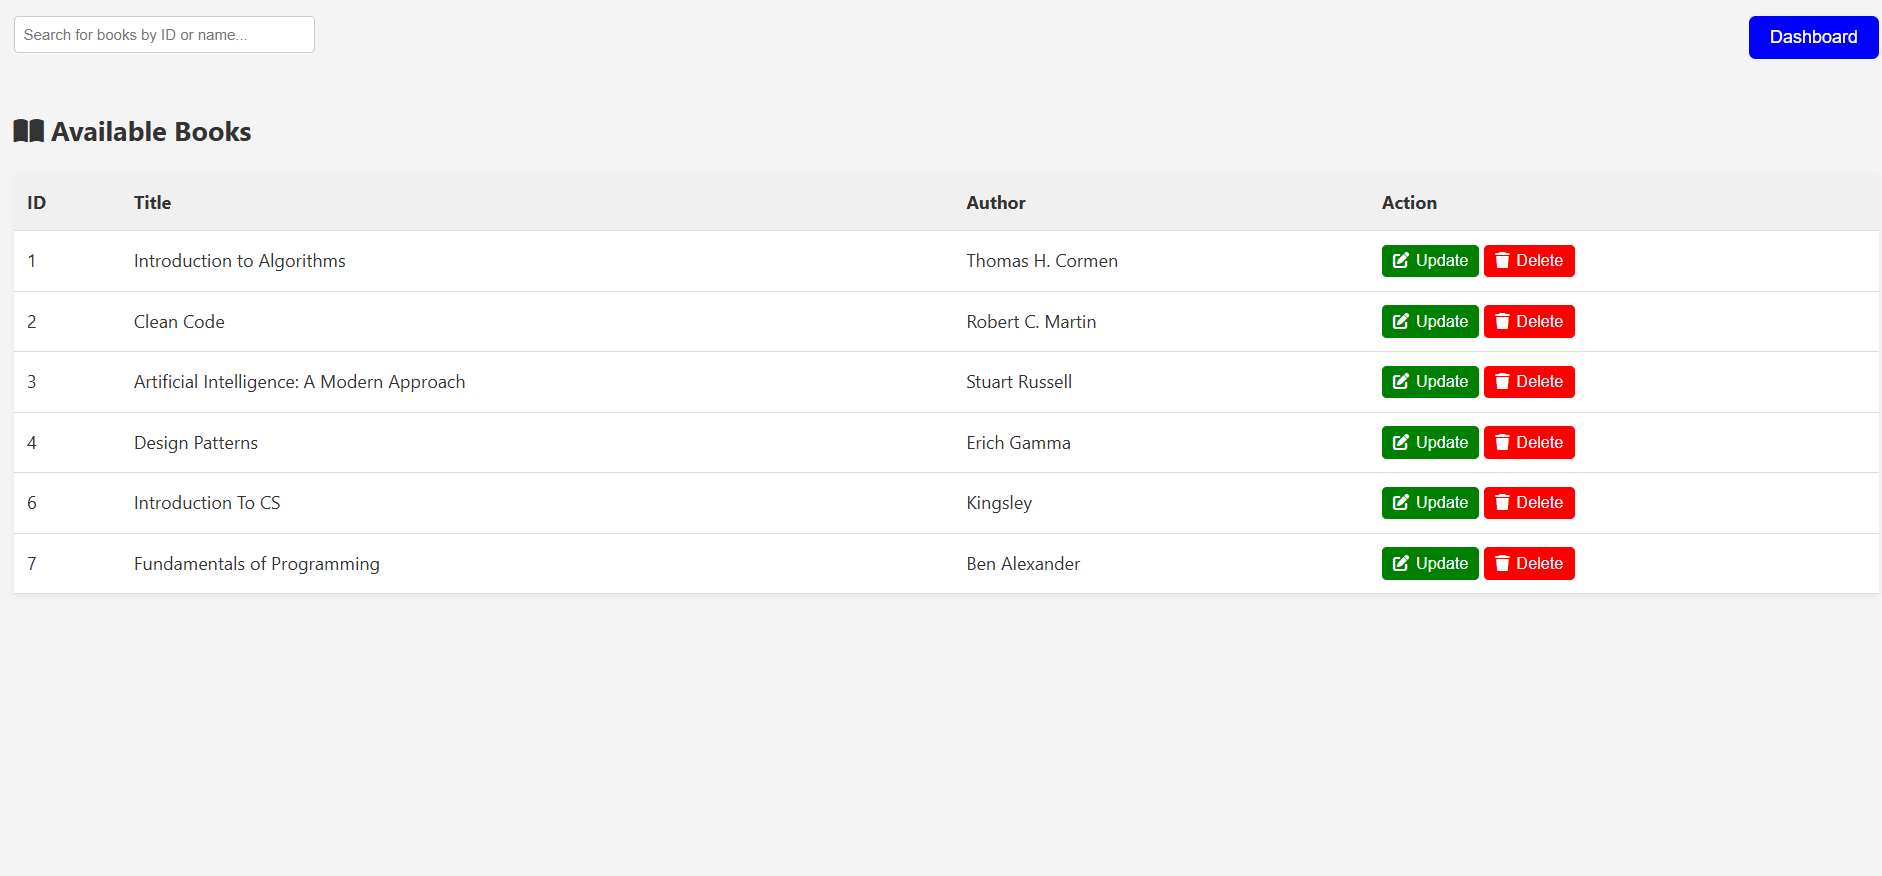 Search for books by ID or name...
Dashboard
Available Books
ID Title Author Action
1 Introduction to Algorithms Thomas H. Cormen Update Delete
2 Clean Code Robert C. Martin Update Delete
3 Artificial Intelligence: A Modern Approach Stuart Russell Update Delete
4 Design Patterns Erich Gamma Update Delete
6 Introduction To CS Kingsley Update Delete
7 Fundamentals of Programming Ben Alexander Update Delete